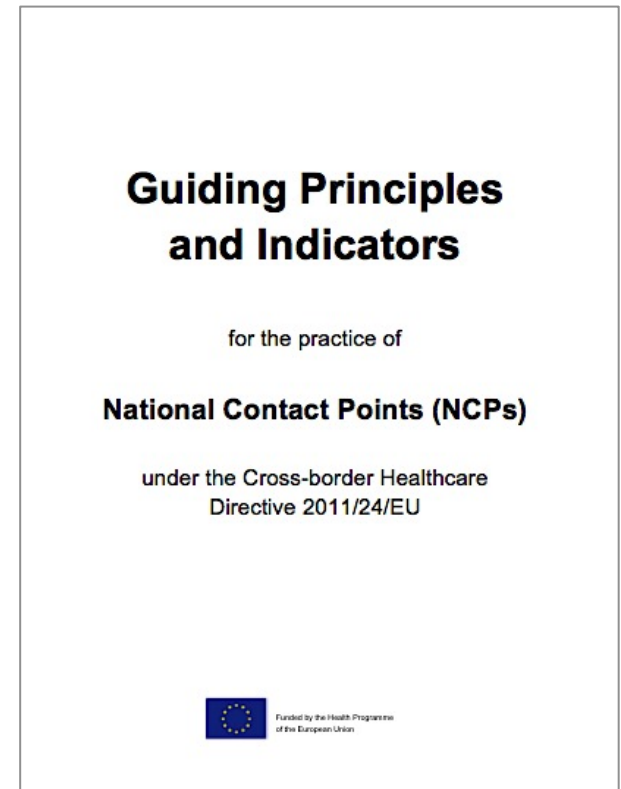 Guiding Principles
and Indicators
for the practice of
National Contact Points (NCPs)
under the Cross-border Healthcare
Directive 2011/24/EU
Funded by the Health Programme
of the European Union